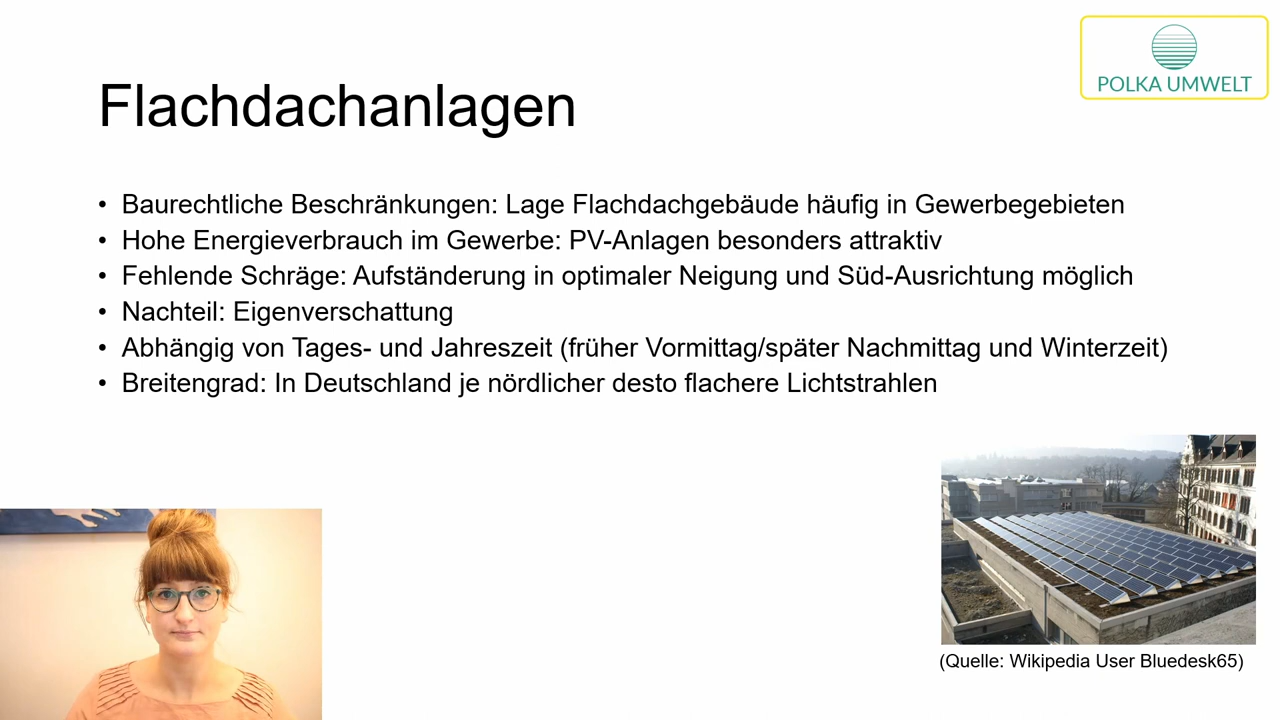 POLKA UMWELT
Flachdachanlagen
• Baurechtliche Beschränkungen: Lage Flachdachgebäude häufig in Gewerbegebieten
• Hohe Energieverbrauch im Gewerbe: PV-Anlagen besonders attraktiv
• Fehlende Schräge: Aufständerung in optimaler Neigung und Süd-Ausrichtung möglich
• Nachteil: Eigenverschattung
• Abhängig von Tages- und Jahreszeit (früher Vormittag/später Nachmittag und Winterzeit)
• Breitengrad: In Deutschland je nördlicher desto flachere Lichtstrahlen
(Quelle: Wikipedia User Bluedesk65)